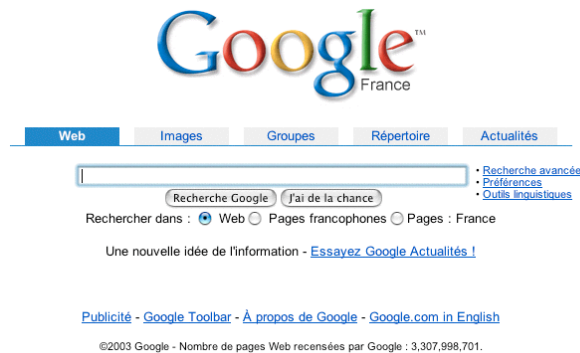 Google™
France
Web Images Groupes Répertoire Actualités
• Recherche avancée
• Préférences
• Outils linguistiques
Recherche Google J'ai de la chance
Rechercher dans : Web Pages francophones Pages : France
Une nouvelle idée de l'information - Essayez Google Actualités !
Publicité - Google Toolbar - À propos de Google - Google.com in English
©2003 Google - Nombre de pages Web recensées par Google : 3,307,998,701.